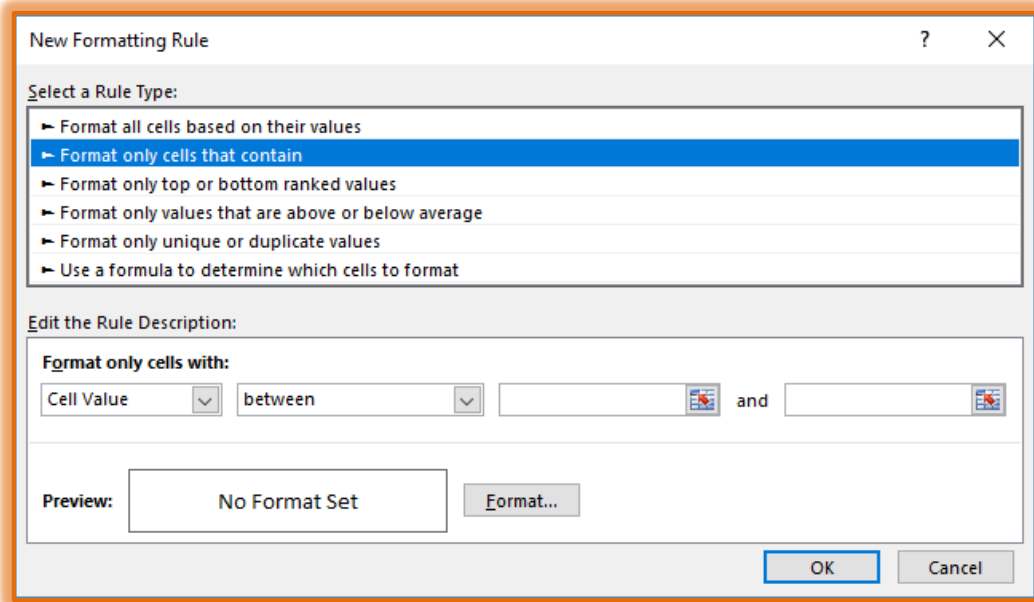 New Formatting Rule ?
Select a Rule Type:
► Format all cells based on their values
► Format only cells that contain
► Format only top or bottom ranked values
► Format only values that are above or below average
► Format only unique or duplicate values
► Use a formula to determine which cells to format
Edit the Rule Description:
Format only cells with:
Cell Value between and
Preview: No Format Set Format...
OK Cancel